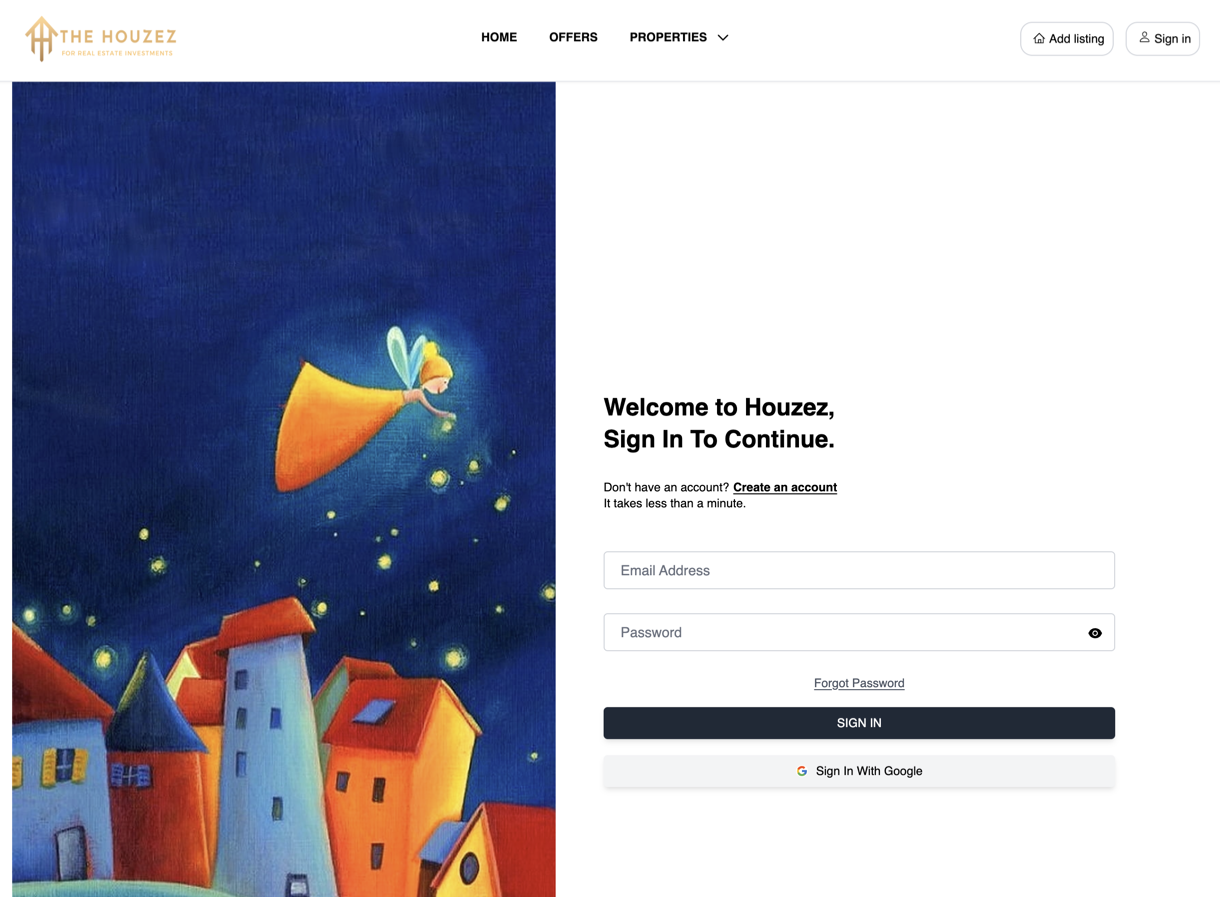 THE HOUZEZ
FOR REAL ESTATE INVESTMENTS
HOME
OFFERS
PROPERTIES
Add listing
Sign in
Welcome to Houzez,
Sign In To Continue.
Don't have an account? Create an account
It takes less than a minute.
Email Address
Password
Forgot Password
SIGN IN
Sign In With Google